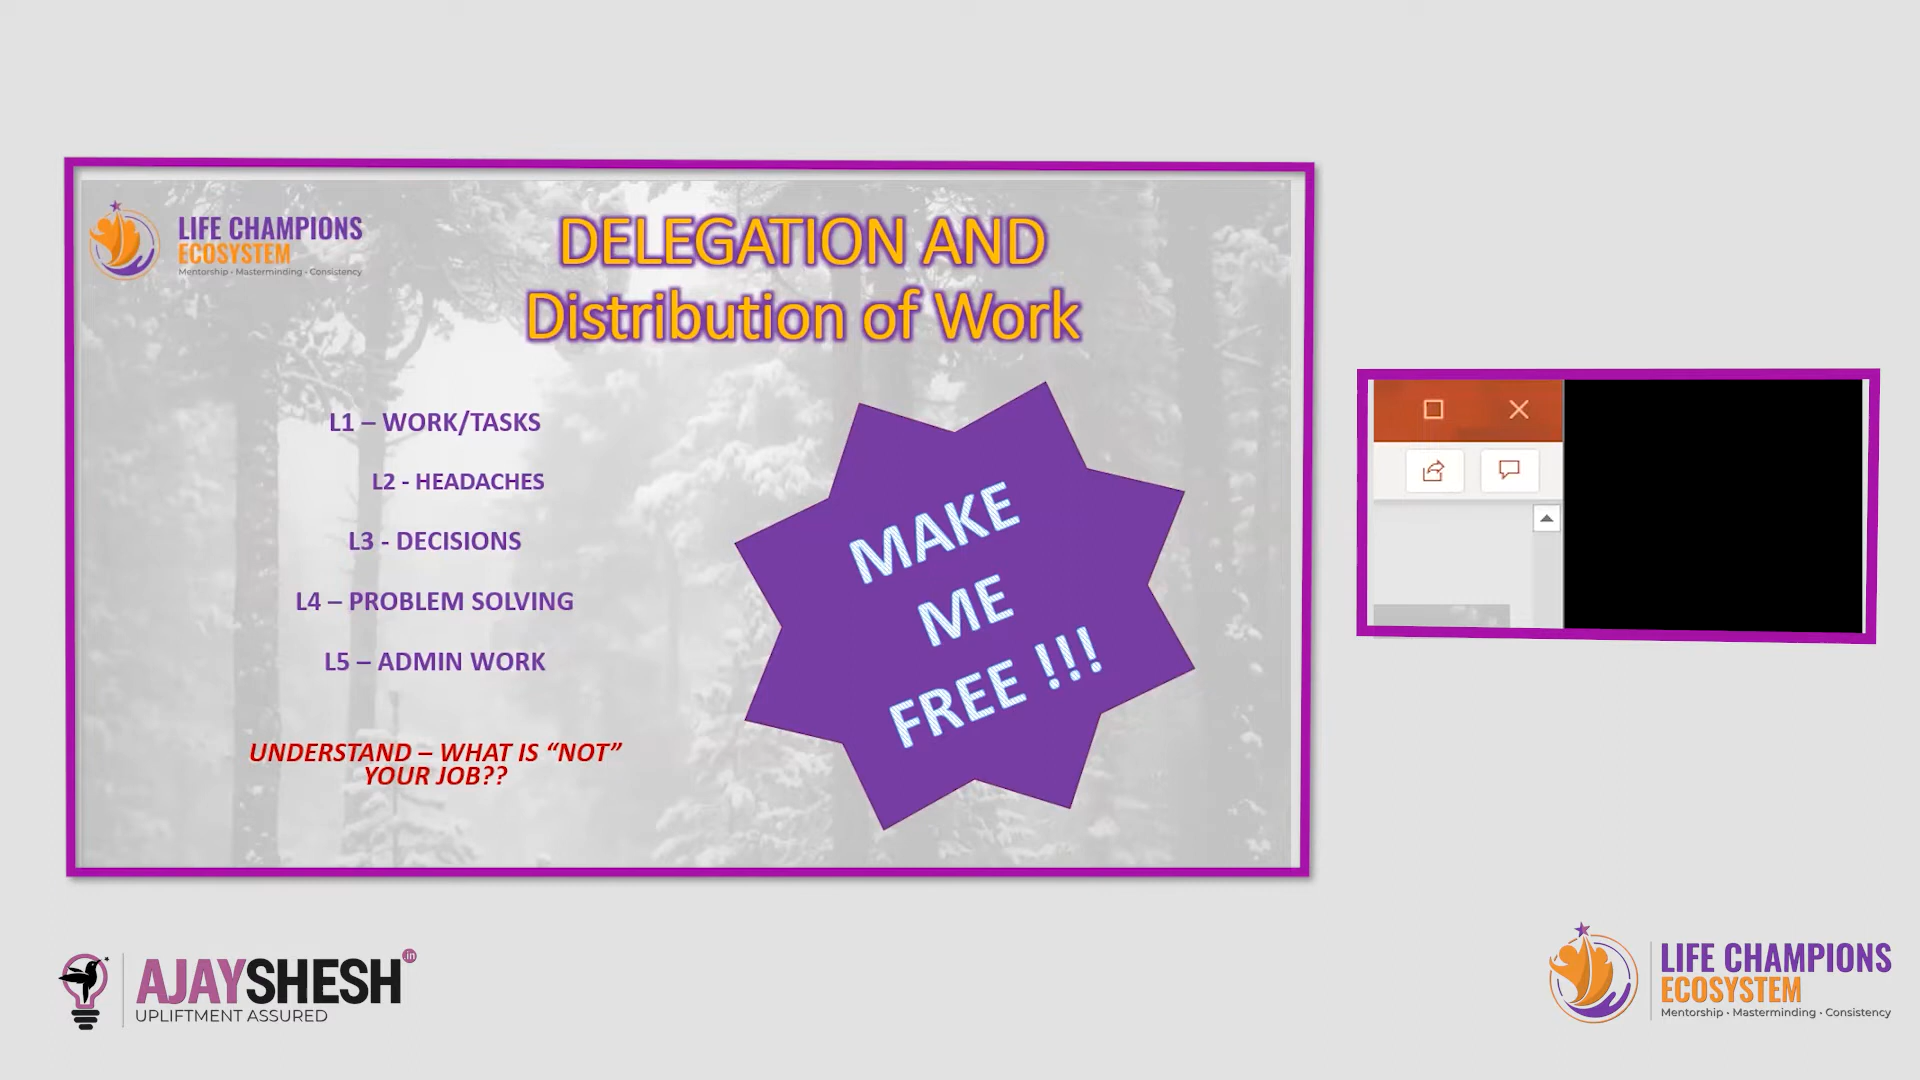 LIFE CHAMPIONS
ECOSYSTEM
Mentorship • Masterminding • Consistency
DELEGATION AND
Distribution of Work
L1 – WORK/TASKS
L2 - HEADACHES
L3 - DECISIONS
L4 – PROBLEM SOLVING
L5 – ADMIN WORK
UNDERSTAND – WHAT IS “NOT”
YOUR JOB??
MAKE
ME
FREE !!!
AJAYSHESH in
UPLIFTMENT ASSURED
LIFE CHAMPIONS
ECOSYSTEM
Mentorship • Masterminding • Consistency